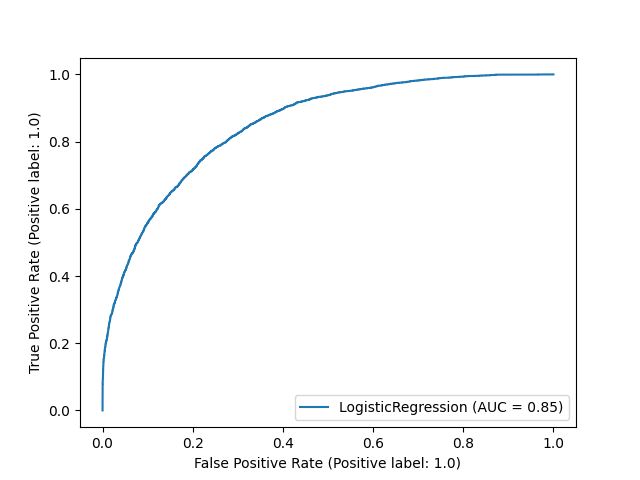 1.0
0.8
0.6
0.4
0.2
0.0
True Positive Rate (Positive label: 1.0)
LogisticRegression (AUC = 0.85)
0.0 0.2 0.4 0.6 0.8 1.0
False Positive Rate (Positive label: 1.0)